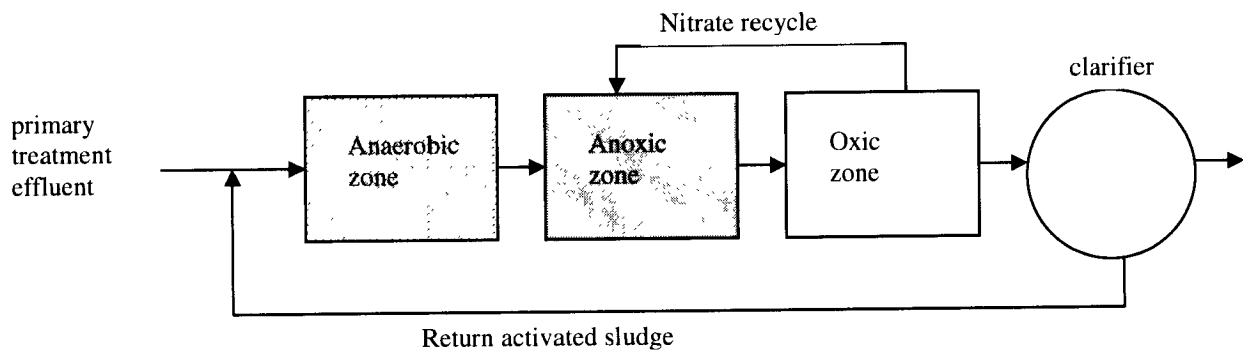 Nitrate recycle
clarifier
primary
treatment
effluent
Anaerobic
zone
Anoxic
zone
Oxic
zone
Return activated sludge